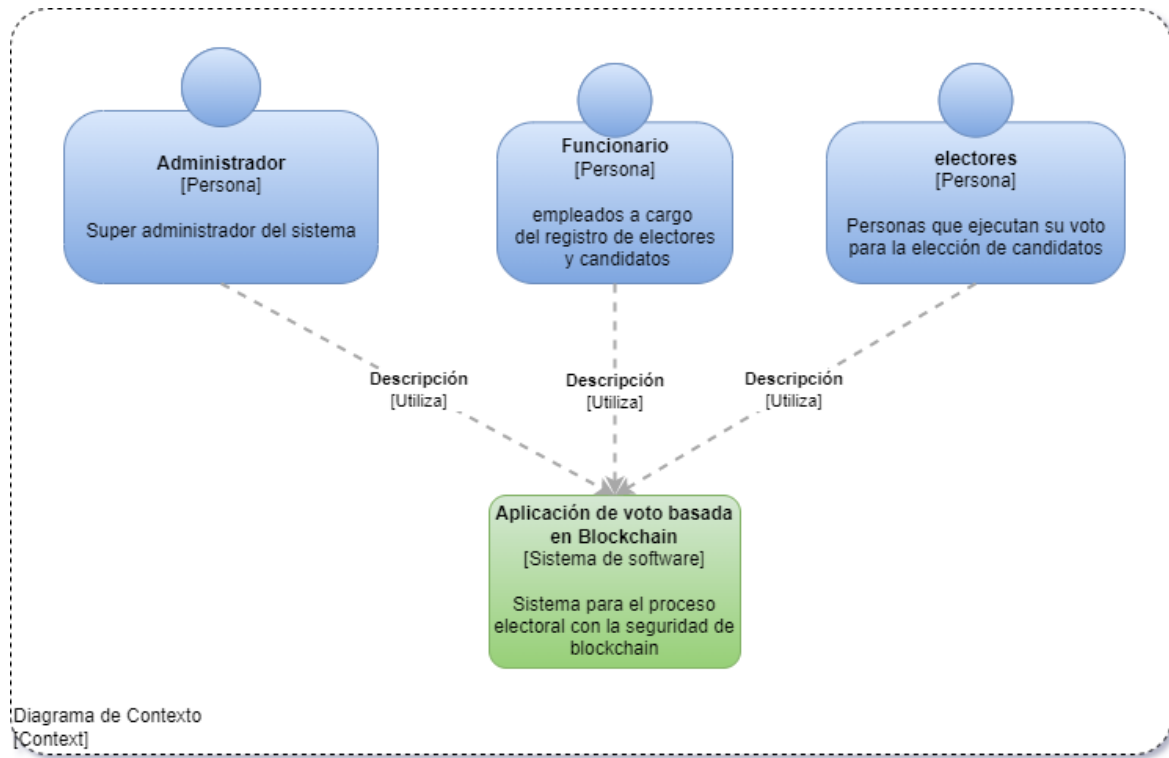 Administrador
[Persona]
Super administrador del sistema
Funcionario
[Persona]
empleados a cargo
del registro de electores
y candidatos
electores
[Persona]
Personas que ejecutan su voto
para la elección de candidatos
Descripción
[Utiliza]
Descripción
[Utiliza]
Descripción
[Utiliza]
Aplicación de voto basada
en Blockchain
[Sistema de software]
Sistema para el proceso
electoral con la seguridad de
blockchain
Diagrama de Contexto
[Context]